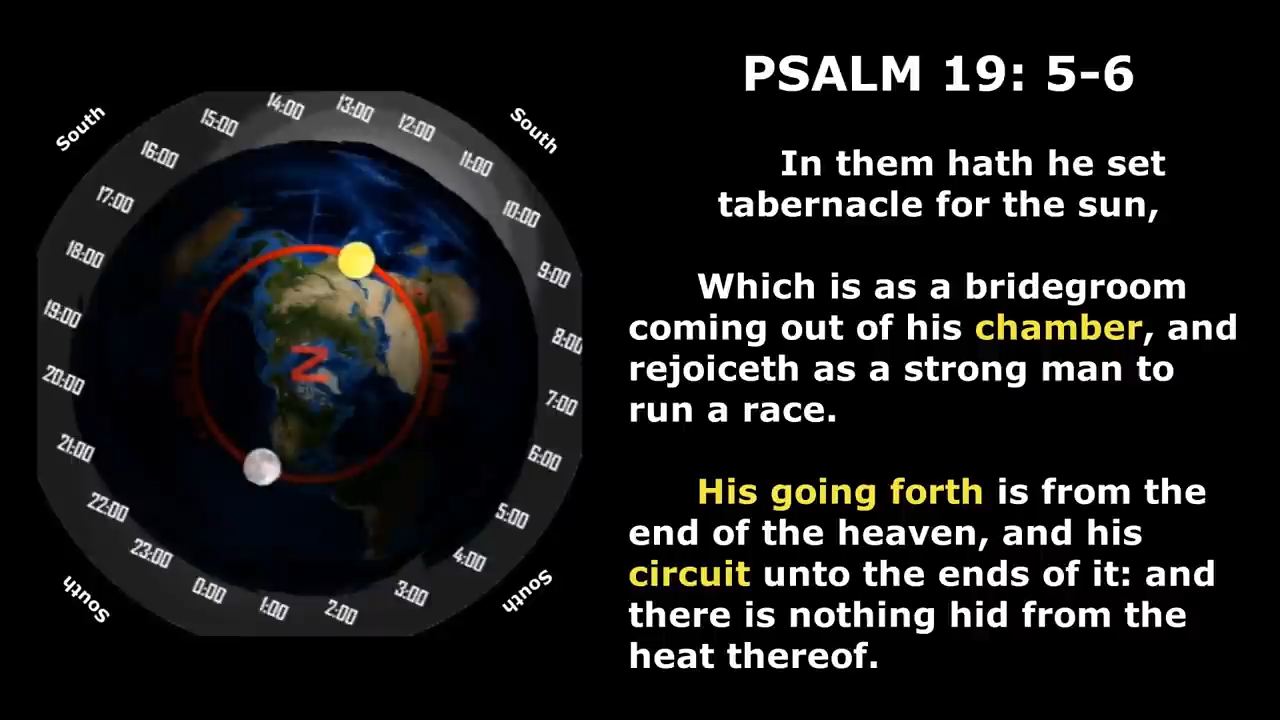 PSALM 19: 5-6
In them hath he set
tabernacle for the sun,
Which is as a bridegroom
coming out of his chamber, and
rejoiceth as a strong man to
run a race.
His going forth is from the
end of the heaven, and his
circuit unto the ends of it: and
there is nothing hid from the
heat thereof.
South
South
South
South
13:00
12:00
11:00
10:00
9:00
8:00
7:00
6:00
5:00
4:00
3:00
2:00
1:00
0:00
23:00
22:00
21:00
20:00
19:00
18:00
17:00
16:00
15:00
14:00
N